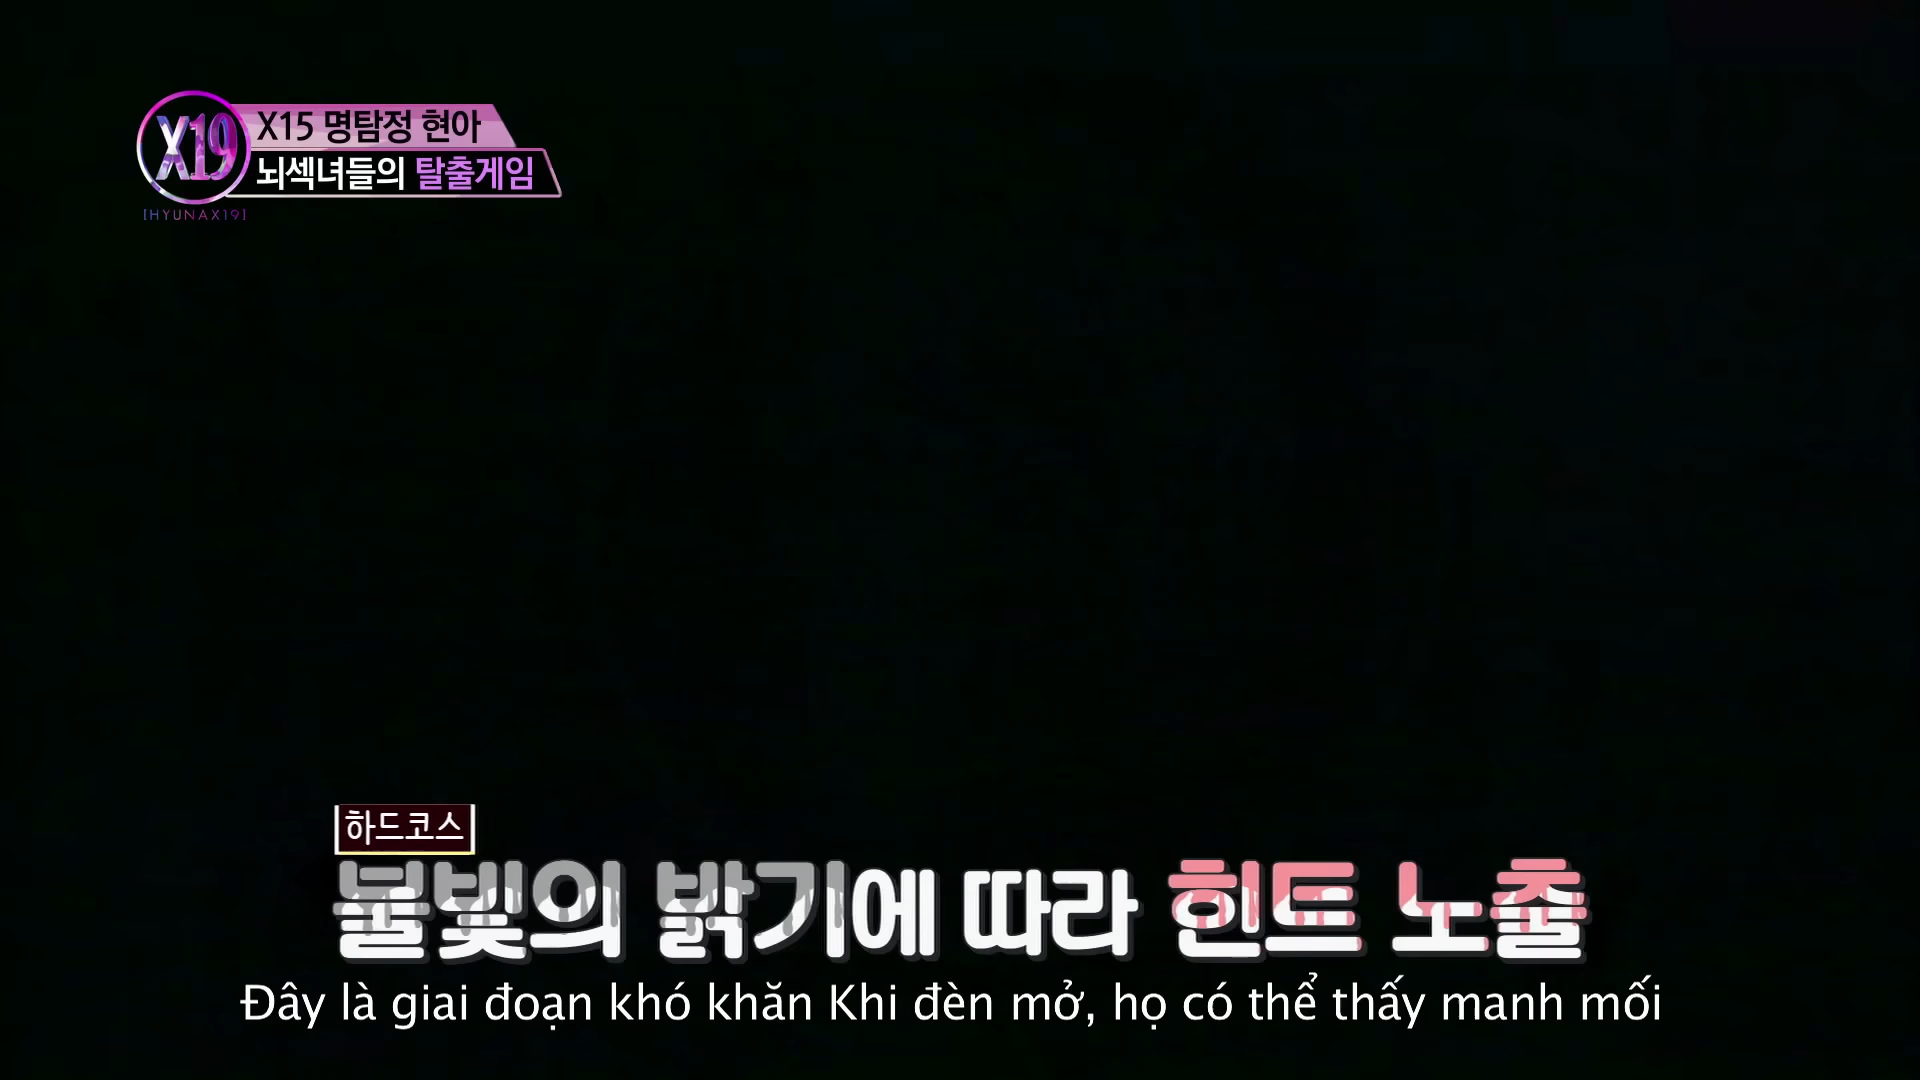 X19
X15 명탐정 현아
뇌섹녀들의 탈출게임
[HYUNAX19]
하드코스
불빛의 밝기에 따라 힌트 노출
Đây là giai đoạn khó khăn Khi đèn mở, họ có thể thấy manh mối